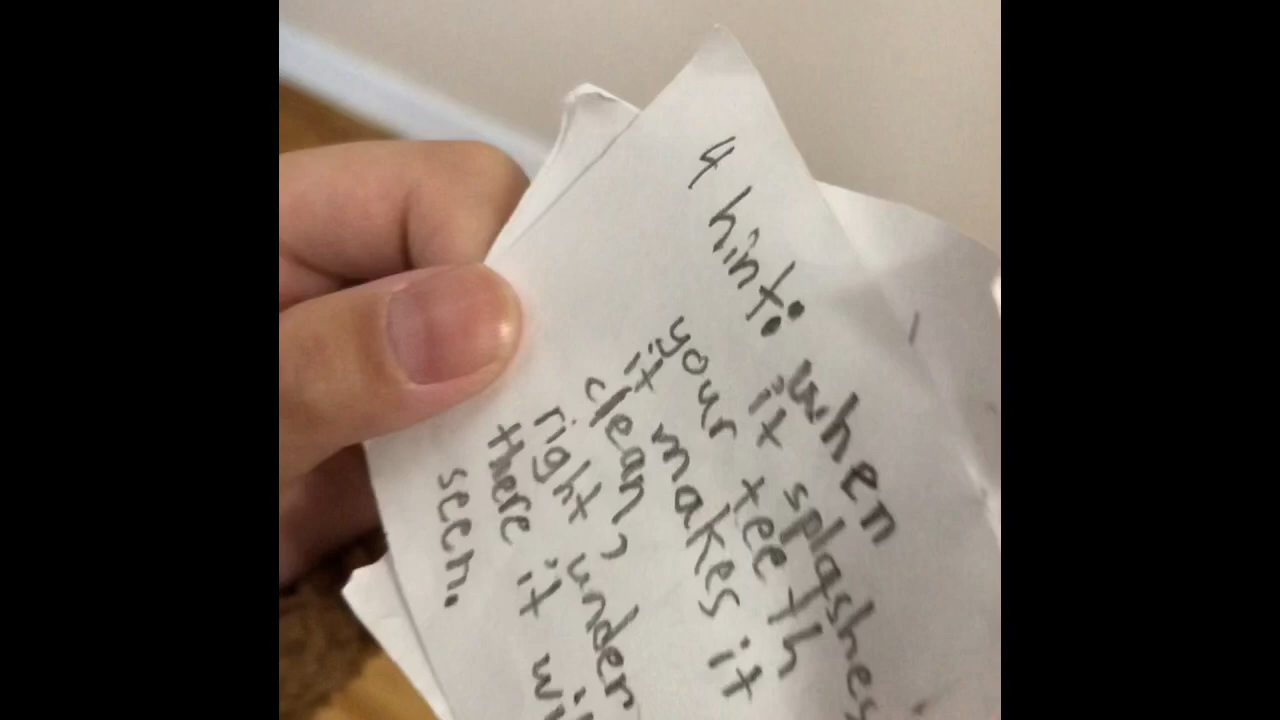 4 hint: when
it splashes
your teeth
it makes it
clean,
right under
there it
seen.